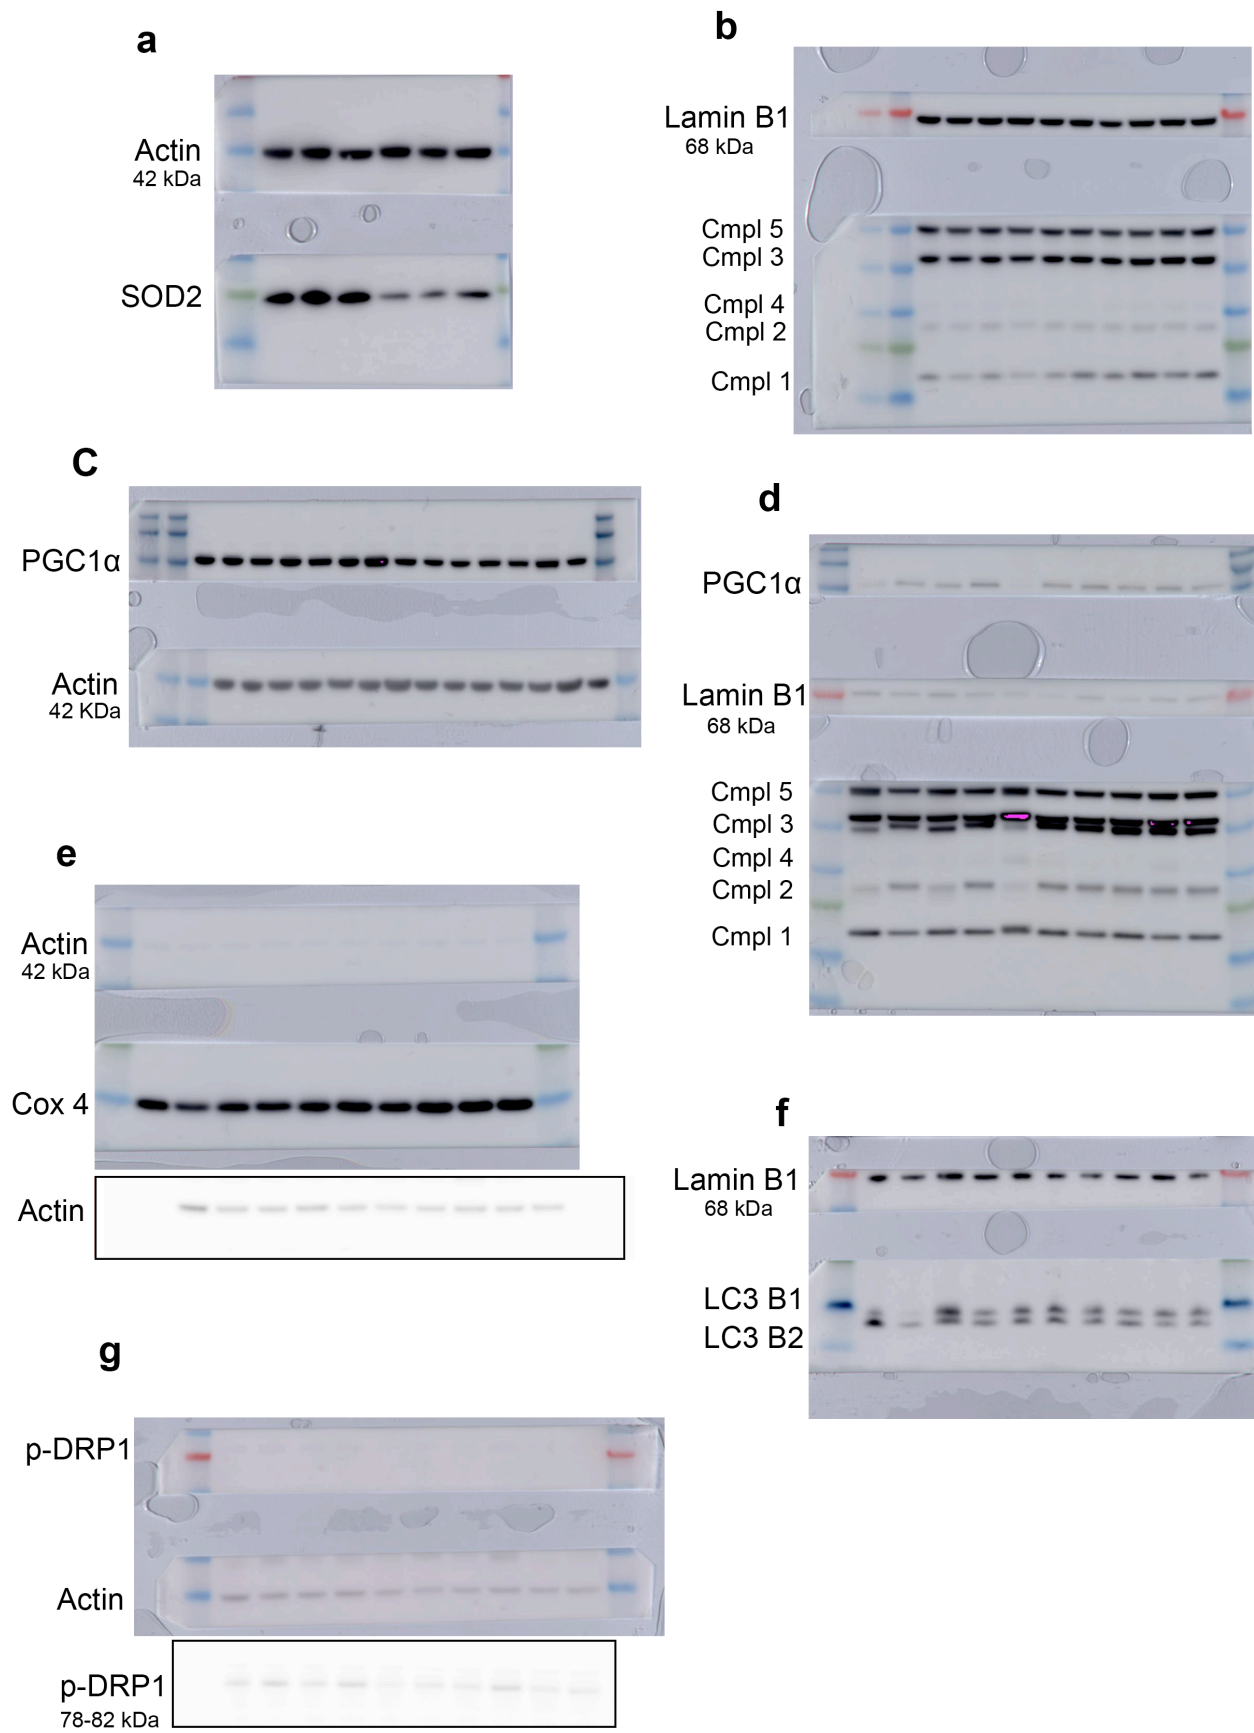 a
Actin
42 kDa
SOD2
b
Lamin B1
68 kDa
Cmpl 5
Cmpl 3
Cmpl 4
Cmpl 2
Cmpl 1
C
PGC1α
Actin
42 KDa
d
PGC1α
Lamin B1
68 kDa
Cmpl 5
Cmpl 3
Cmpl 4
Cmpl 2
Cmpl 1
e
Actin
42 kDa
Cox 4
Actin
f
Lamin B1
68 kDa
LC3 B1
LC3 B2
g
p-DRP1
Actin
p-DRP1
78-82 kDa